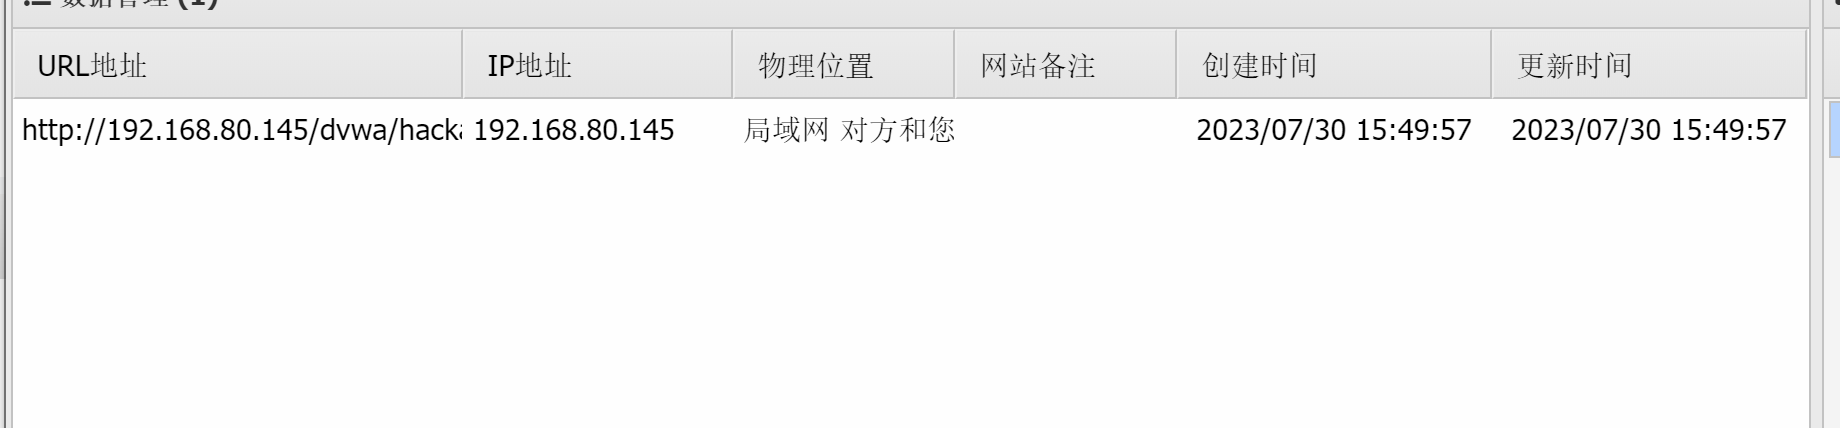 数据管理 (1)
URL地址 IP地址 物理位置 网站备注 创建时间 更新时间
http://192.168.80.145/dvwa/hacka 192.168.80.145 局域网 对方和您 2023/07/30 15:49:57 2023/07/30 15:49:57